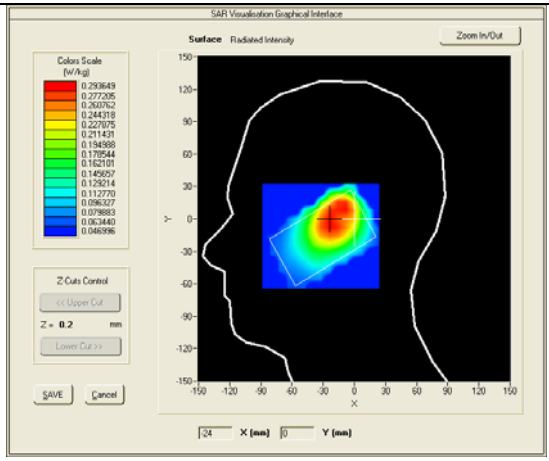 SAR Visualisation Graphical Interface
Surface Radiated Intensity
Zoom In/Out
Colors Scale
(W/kg)
0.293649
0.277205
0.260762
0.244318
0.227875
0.211431
0.194988
0.178544
0.162101
0.145657
0.129214
0.112770
0.096327
0.079883
0.063440
0.046996
Z Cuts Control
<< Upper Cut
Z = 0.2 mm
Lower Cut >>
SAVE
Cancel
150
120
90
60
30
0
-30
-60
-90
-120
-150
Y
-150 -120 -90 -60 -30 0 30 60 90 120 150
X
-24 X (mm) 0 Y (mm)